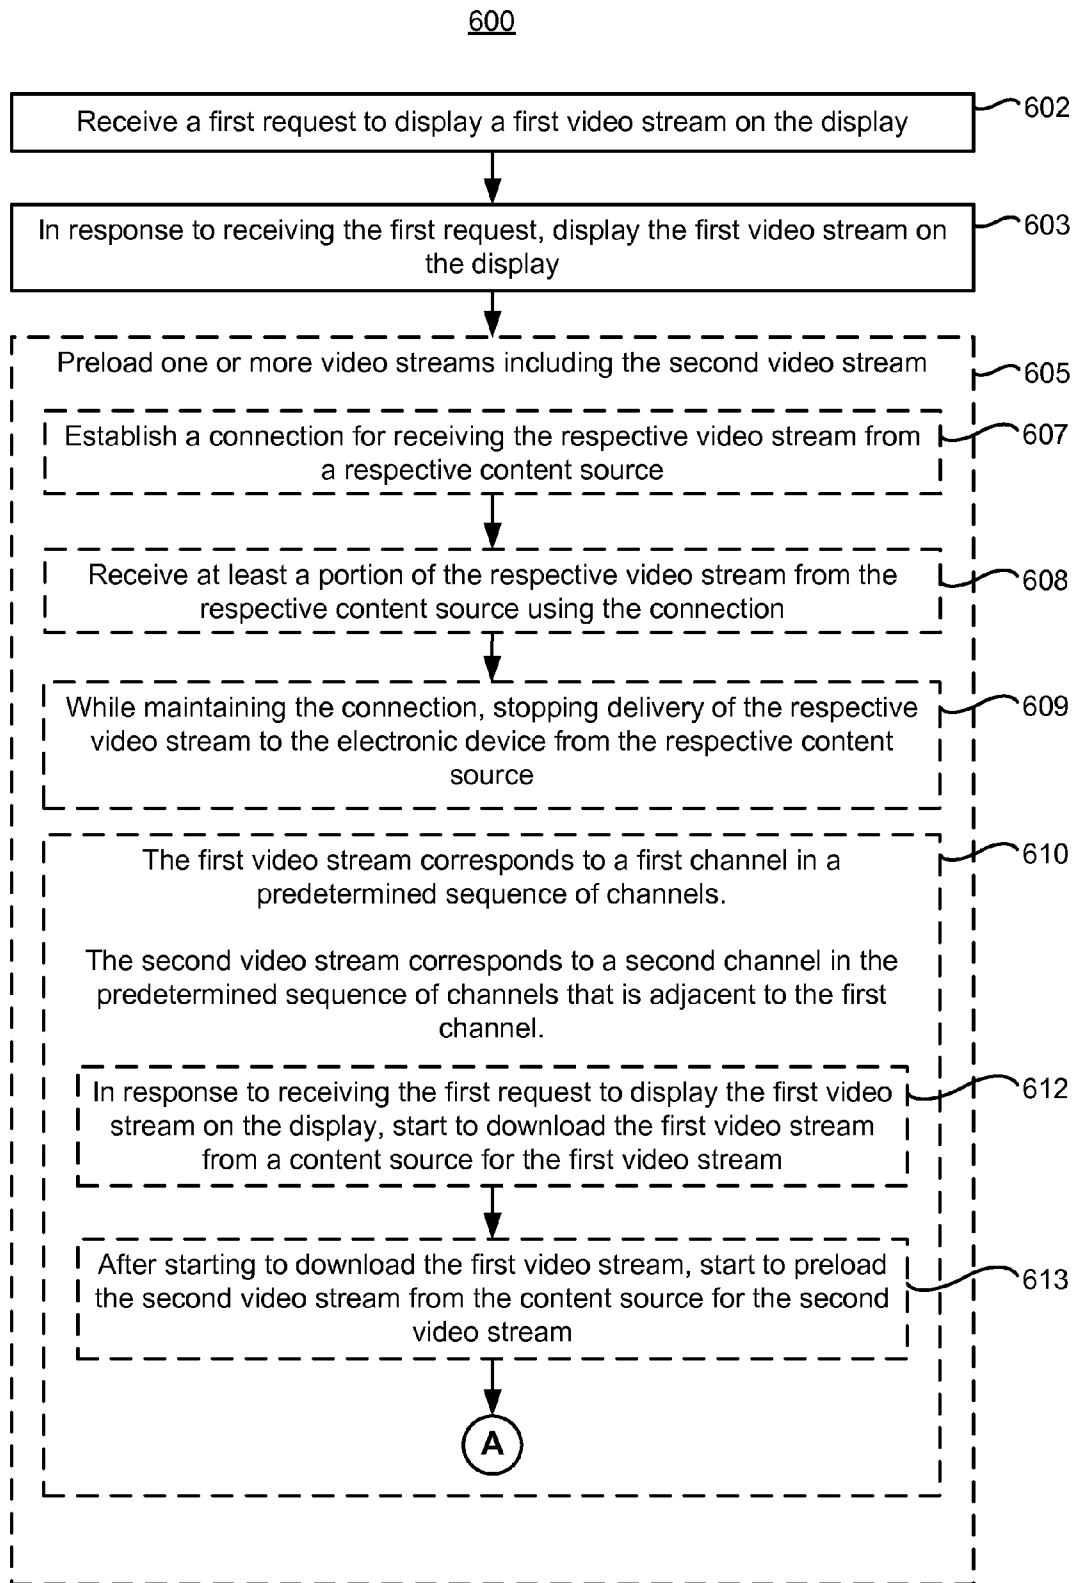 600
Receive a first request to display a first video stream on the display
602
In response to receiving the first request, display the first video stream on
the display
603
Preload one or more video streams including the second video stream
605
Establish a connection for receiving the respective video stream from
a respective content source
607
Receive at least a portion of the respective video stream from the
respective content source using the connection
608
While maintaining the connection, stopping delivery of the respective
video stream to the electronic device from the respective content
source
609
The first video stream corresponds to a first channel in a
predetermined sequence of channels.
610
The second video stream corresponds to a second channel in the
predetermined sequence of channels that is adjacent to the first
channel.
In response to receiving the first request to display the first video
stream on the display, start to download the first video stream
from a content source for the first video stream
612
After starting to download the first video stream, start to preload
the second video stream from the content source for the second
video stream
613
A